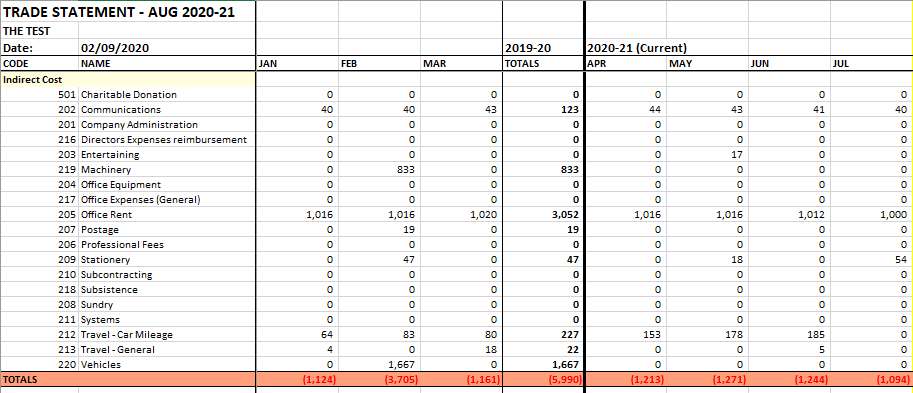 TRADE STATEMENT - AUG 2020-21
THE TEST
Date: 02/09/2020 2019-20 2020-21 (Current)
CODE NAME JAN FEB MAR TOTALS APR MAY JUN JUL
Indirect Cost
501 Charitable Donation 0 0 0 0 0 0 0 0
202 Communications 40 40 43 123 44 43 41 40
201 Company Administration 0 0 0 0 0 0 0 0
216 Directors Expenses reimbursement 0 0 0 0 0 0 0 0
203 Entertaining 0 0 0 0 0 17 0 0
219 Machinery 0 833 0 833 0 0 0 0
204 Office Equipment 0 0 0 0 0 0 0 0
217 Office Expenses (General) 0 0 0 0 0 0 0 0
205 Office Rent 1,016 1,016 1,020 3,052 1,016 1,016 1,012 1,000
207 Postage 0 19 0 19 0 0 0 0
206 Professional Fees 0 0 0 0 0 0 0 0
209 Stationery 0 47 0 47 0 18 0 54
210 Subcontracting 0 0 0 0 0 0 0 0
218 Subsistence 0 0 0 0 0 0 0 0
208 Sundry 0 0 0 0 0 0 0 0
211 Systems 0 0 0 0 0 0 0 0
212 Travel - Car Mileage 64 83 80 227 153 178 185 0
213 Travel - General 4 0 18 22 0 0 5 0
220 Vehicles 0 1,667 0 1,667 0 0 0 0
TOTALS (1,124) (3,705) (1,161) (5,990) (1,213) (1,271) (1,244) (1,094)